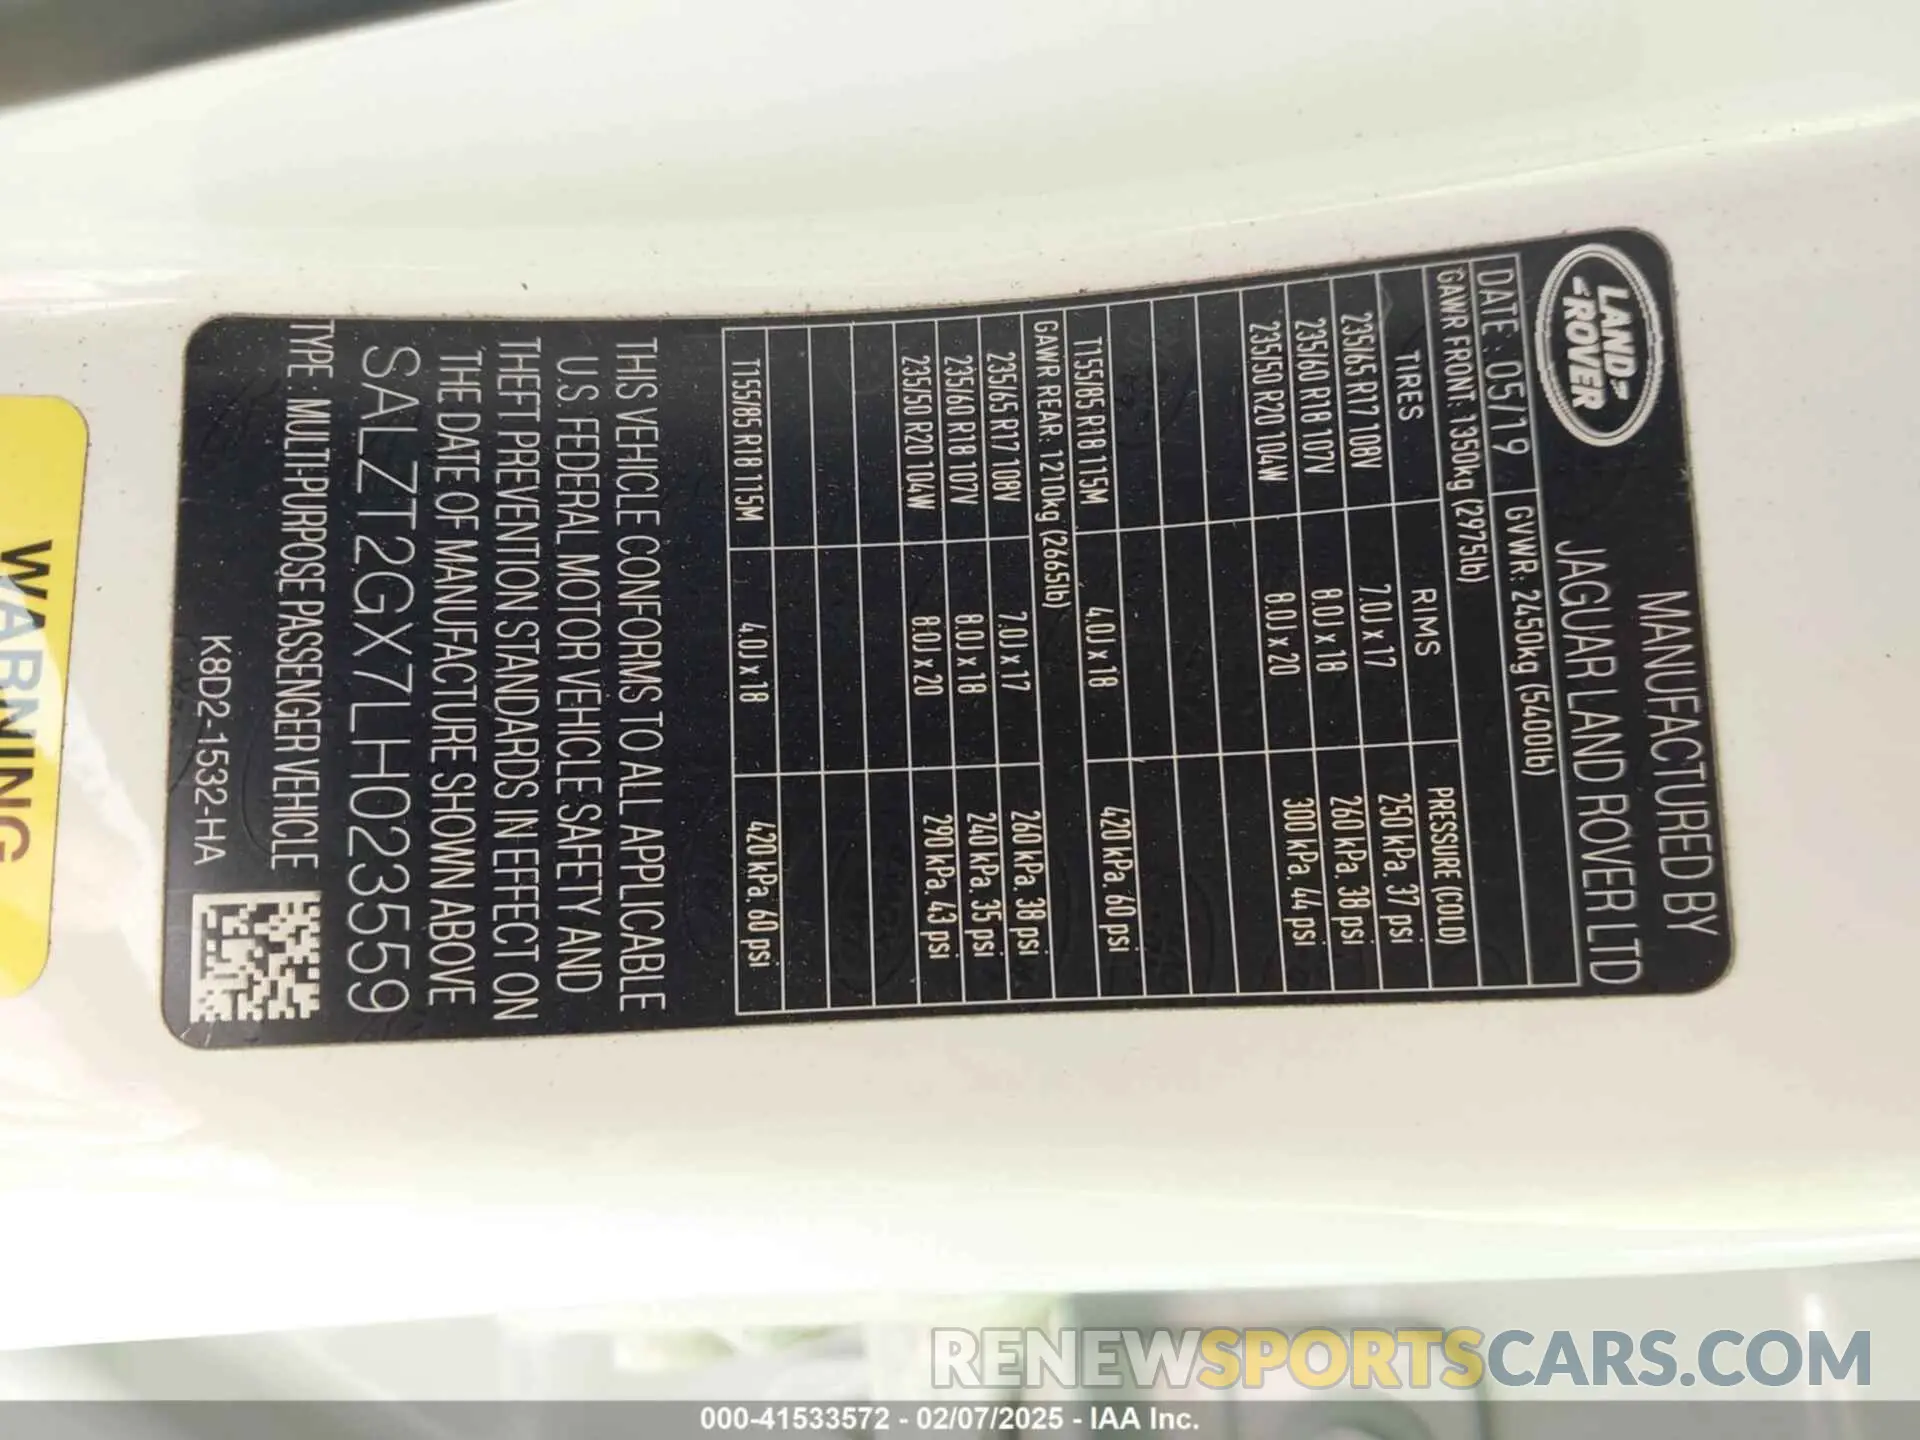 LAND
ROVER
MANUFACTURED BY
JAGUAR LAND ROVER LTD
DATE: 05/19 GVWR: 2450kg (5400lb)
GAWR FRONT: 1350kg (2975lb)
TIRES RIMS PRESSURE (COLD)
235/65 R17 108V 7.0J x 17 250 kPa. 37 psi
235/60 R18 107V 8.0J x 18 260 kPa. 38 psi
235/50 R20 104W 8.0J x 20 300 kPa. 44 psi
T155/85 R18 115M 4.0J x 18 420 kPa. 60 psi
GAWR REAR: 1210kg (2665lb)
235/65 R17 108V 7.0J x 17 260 kPa. 38 psi
235/60 R18 107V 8.0J x 18 240 kPa. 35 psi
235/50 R20 104W 8.0J x 20 290 kPa. 43 psi
T155/85 R18 115M 4.0J x 18 420 kPa. 60 psi
THIS VEHICLE CONFORMS TO ALL APPLICABLE
U.S. FEDERAL MOTOR VEHICLE SAFETY AND
THEFT PREVENTION STANDARDS IN EFFECT ON
THE DATE OF MANUFACTURE SHOWN ABOVE
SALZT2GX7LH023559
TYPE: MULTI-PURPOSE PASSENGER VEHICLE
K8D2-1532-HA
WARNING
RENEWSPORTSCARS.COM
000-41533572 - 02/07/2025 - IAA Inc.